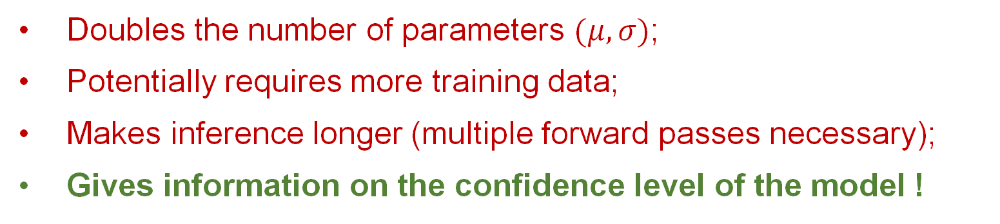 • Doubles the number of parameters (μ, σ);
• Potentially requires more training data;
• Makes inference longer (multiple forward passes necessary);
• Gives information on the confidence level of the model !